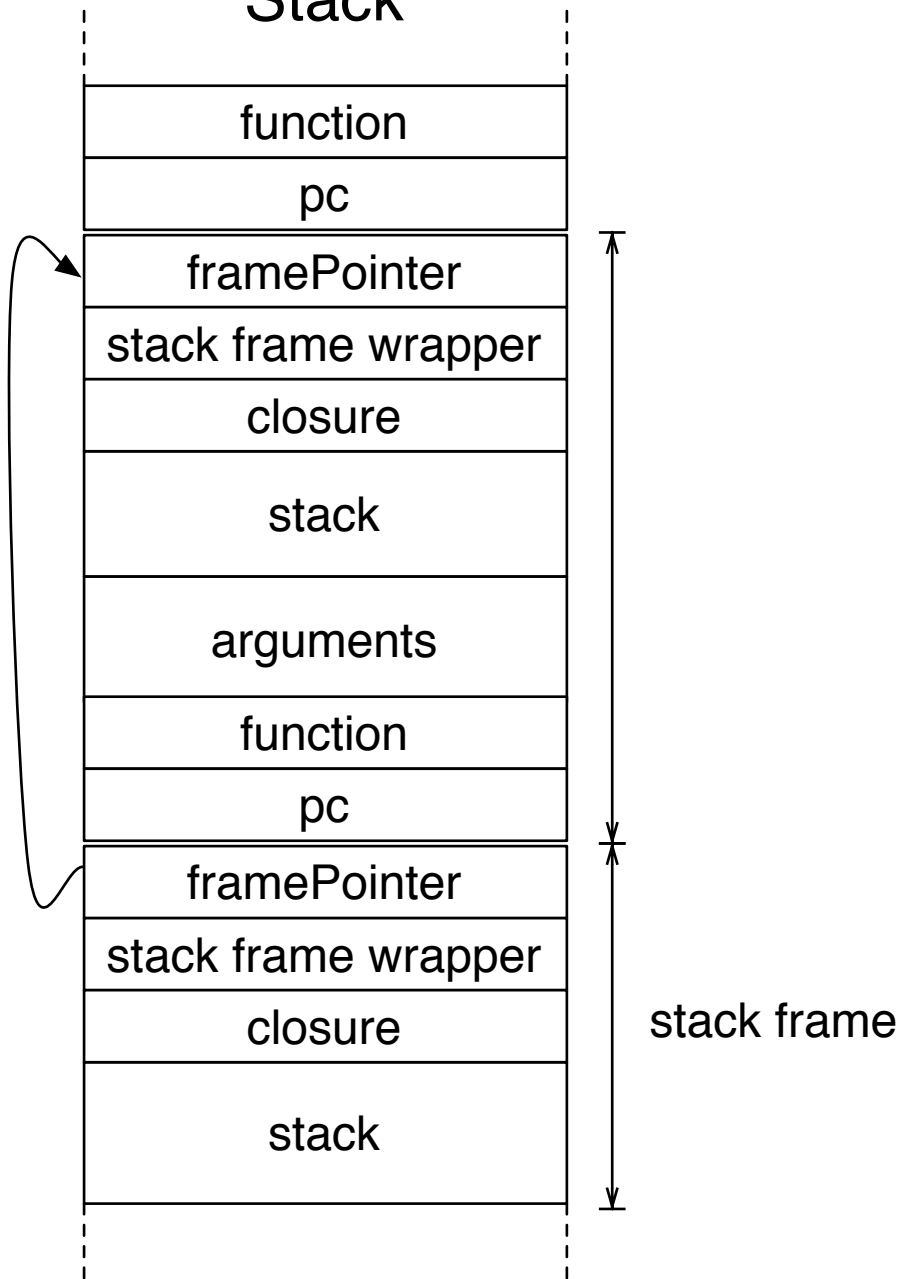 Stack
function
pc
framePointer
stack frame wrapper
closure
stack
arguments
function
pc
framePointer
stack frame wrapper
closure
stack frame
stack